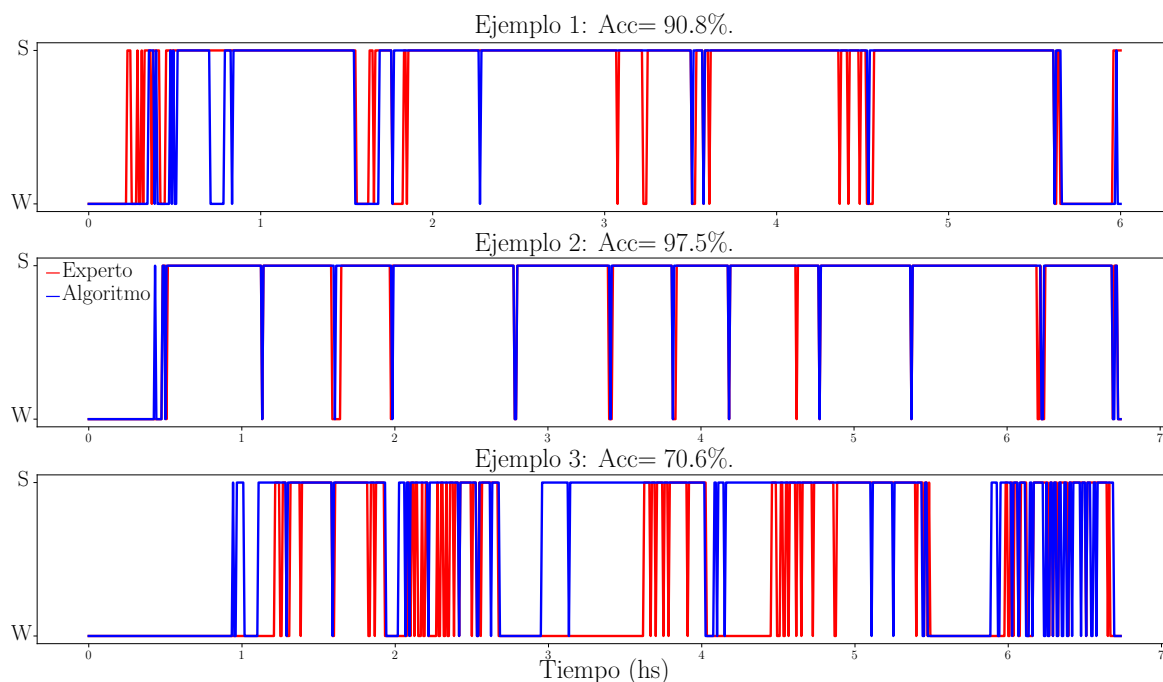 Ejemplo 1: Acc= 90.8%.
S
W
0 1 2 3 4 5 6
Ejemplo 2: Acc= 97.5%.
S
Experto
Algoritmo
W
0 1 2 3 4 5 6 7
Ejemplo 3: Acc= 70.6%.
S
W
0 1 2 3 4 5 6 7
Tiempo (hs)